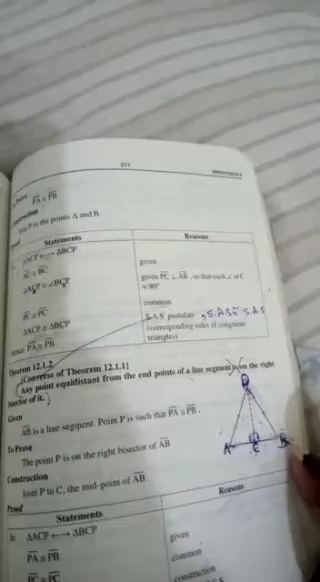 To Prove
PA ≅ PB
Construction
Join P to the points A and B.
Proof
Statements
Reasons
ΔACP ⟷ ΔBCP
AC ≅ BC
given
∠ACP ≅ ∠BCP
given PC ⊥ AB, so that each ∠ at C
= 90°
PC ≅ PC
common
ΔACP ≅ ΔBCP
S.A.S. postulate
Hence PA ≅ PB
(corresponding sides of congruent
triangles)
Theorem 12.1.2
[Converse of Theorem 12.1.1]
Any point equidistant from the end points of a line segment is on the right
bisector of it.
Given
AB is a line segment. Point P is such that PA ≅ PB.
To Prove
The point P is on the right bisector of AB
Construction
Join P to C, the mid-point of AB
A C B
Proof
Statements
Reasons
In ΔACP ⟷ ΔBCP
PA ≅ PB
given
PC ≅ PC
common
construction